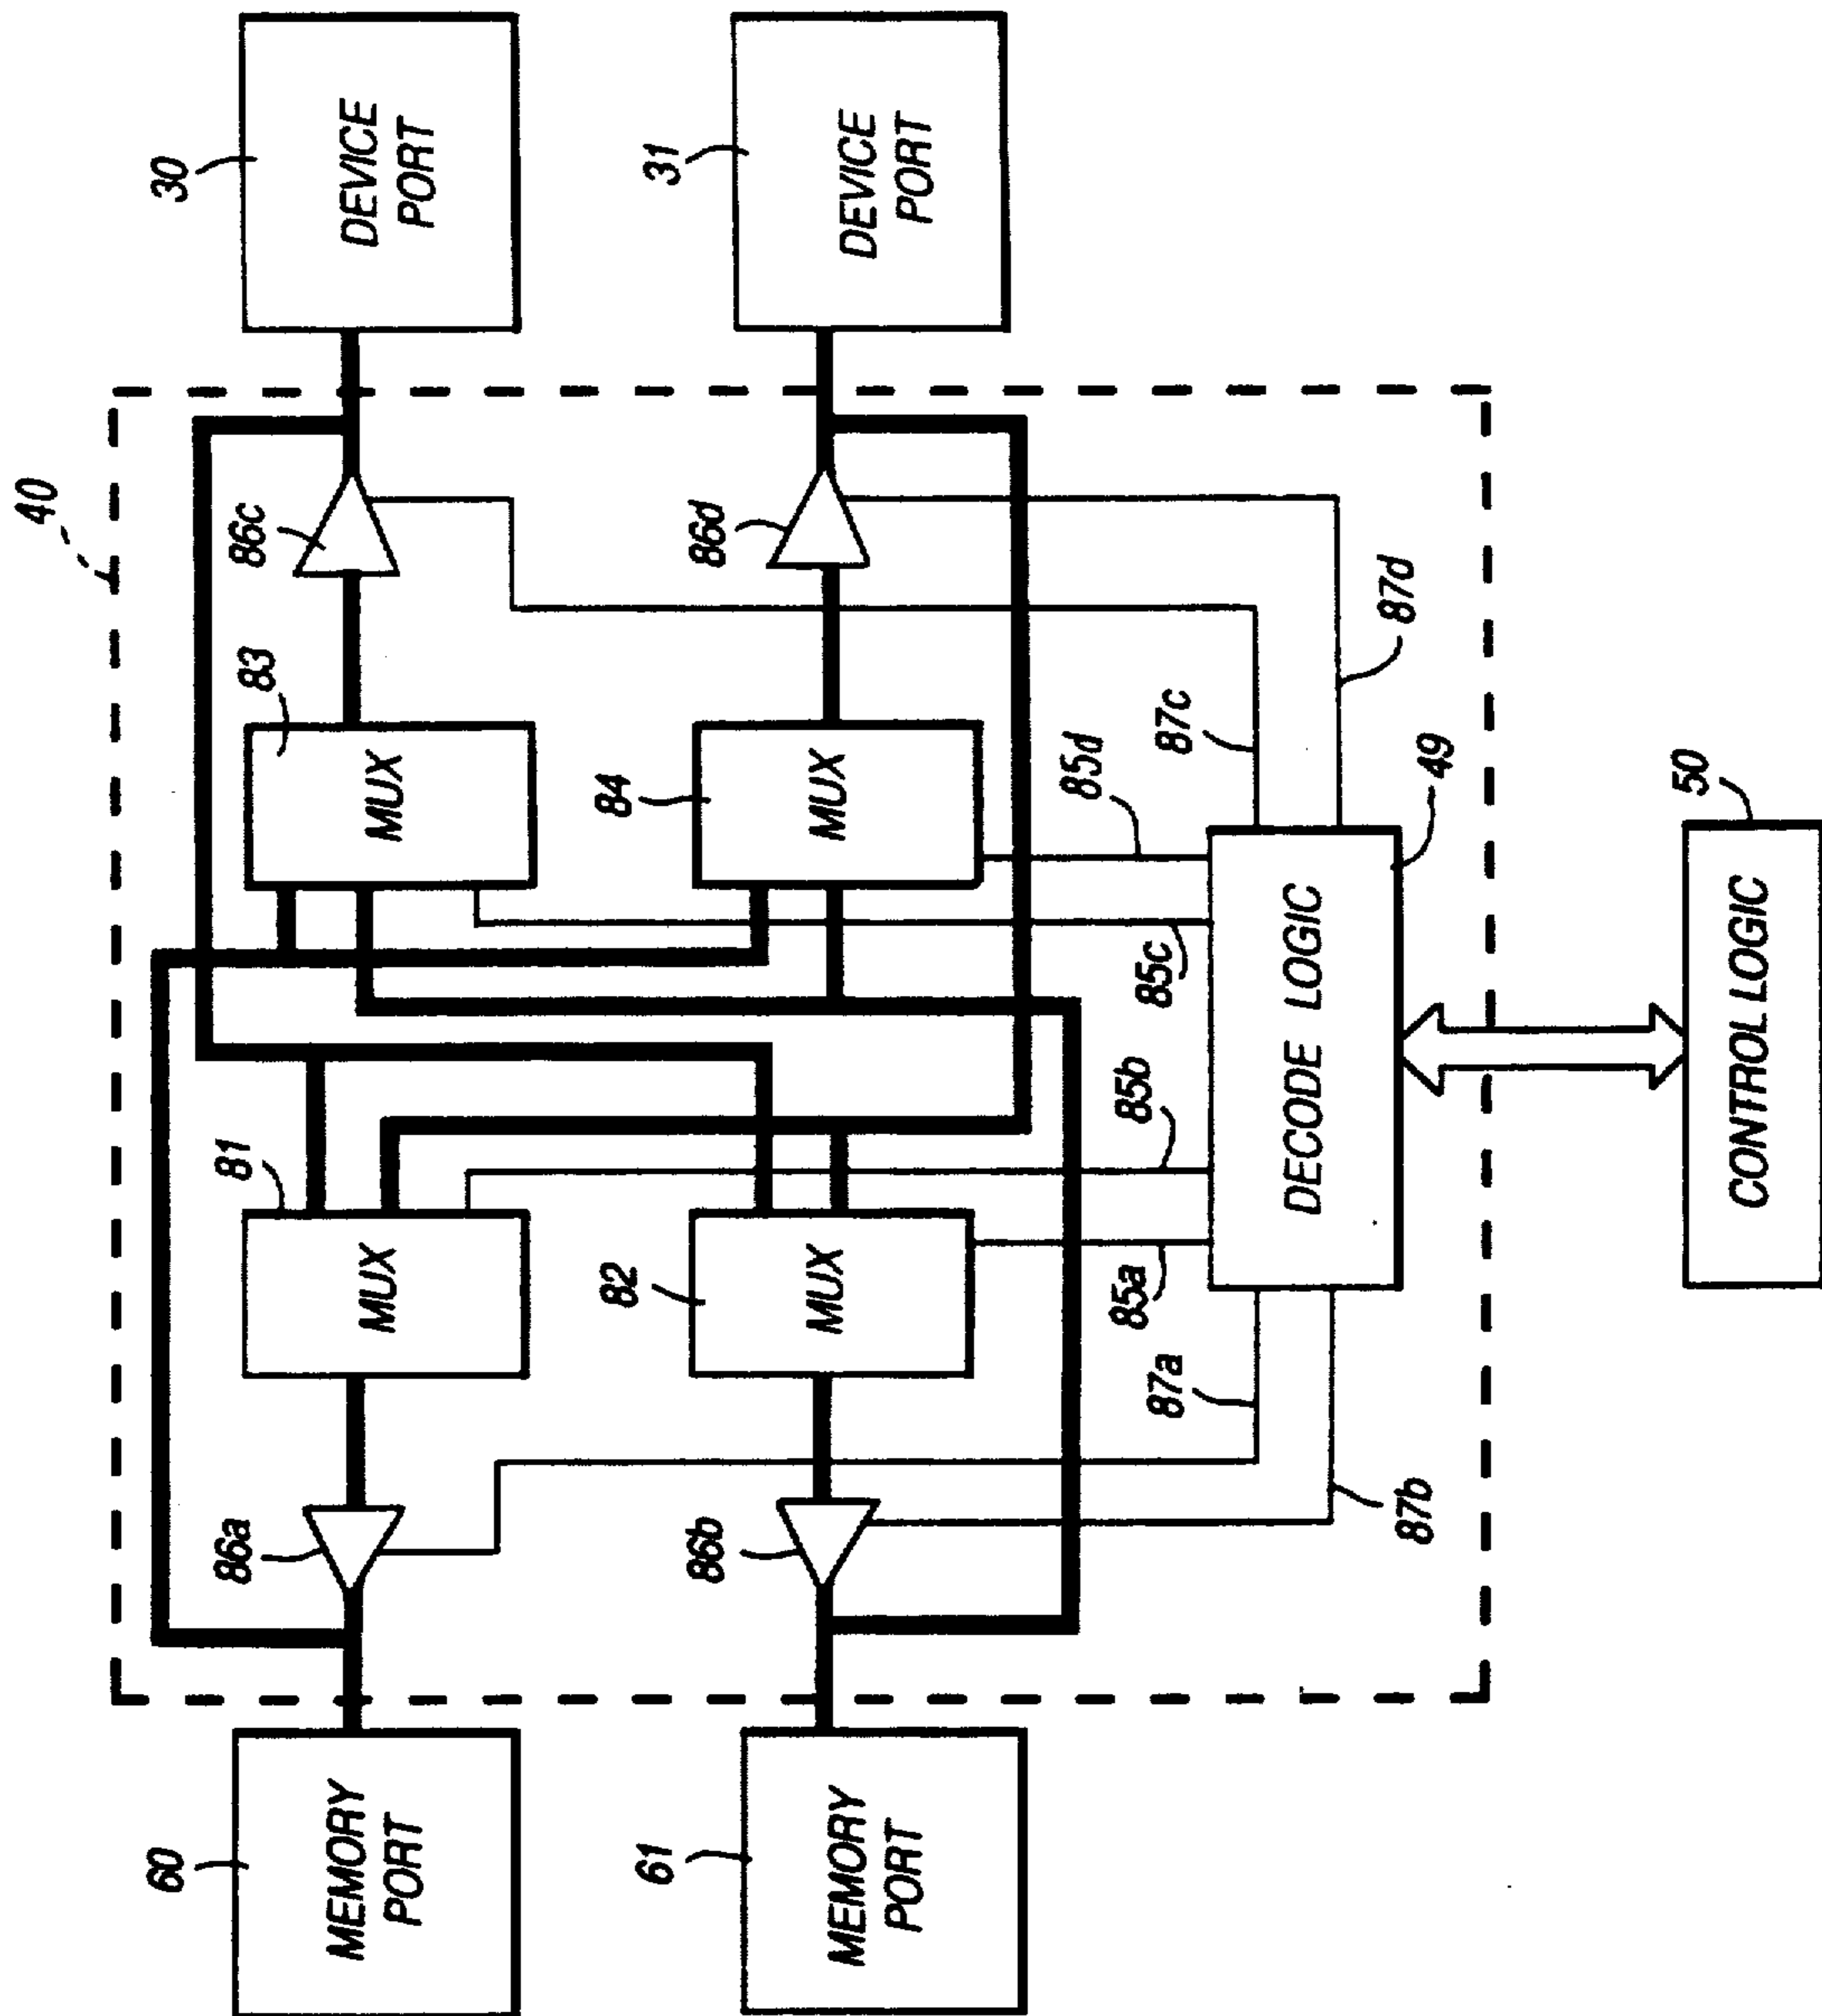 40
60
MEMORY
PORT
86a
81
MUX
83
MUX
86c
30
DEVICE
PORT
61
MEMORY
PORT
86b
82
MUX
84
MUX
86d
31
DEVICE
PORT
87a
85a
85b
85c
85d
87c
87b
87d
DECODE LOGIC
49
50
CONTROL LOGIC